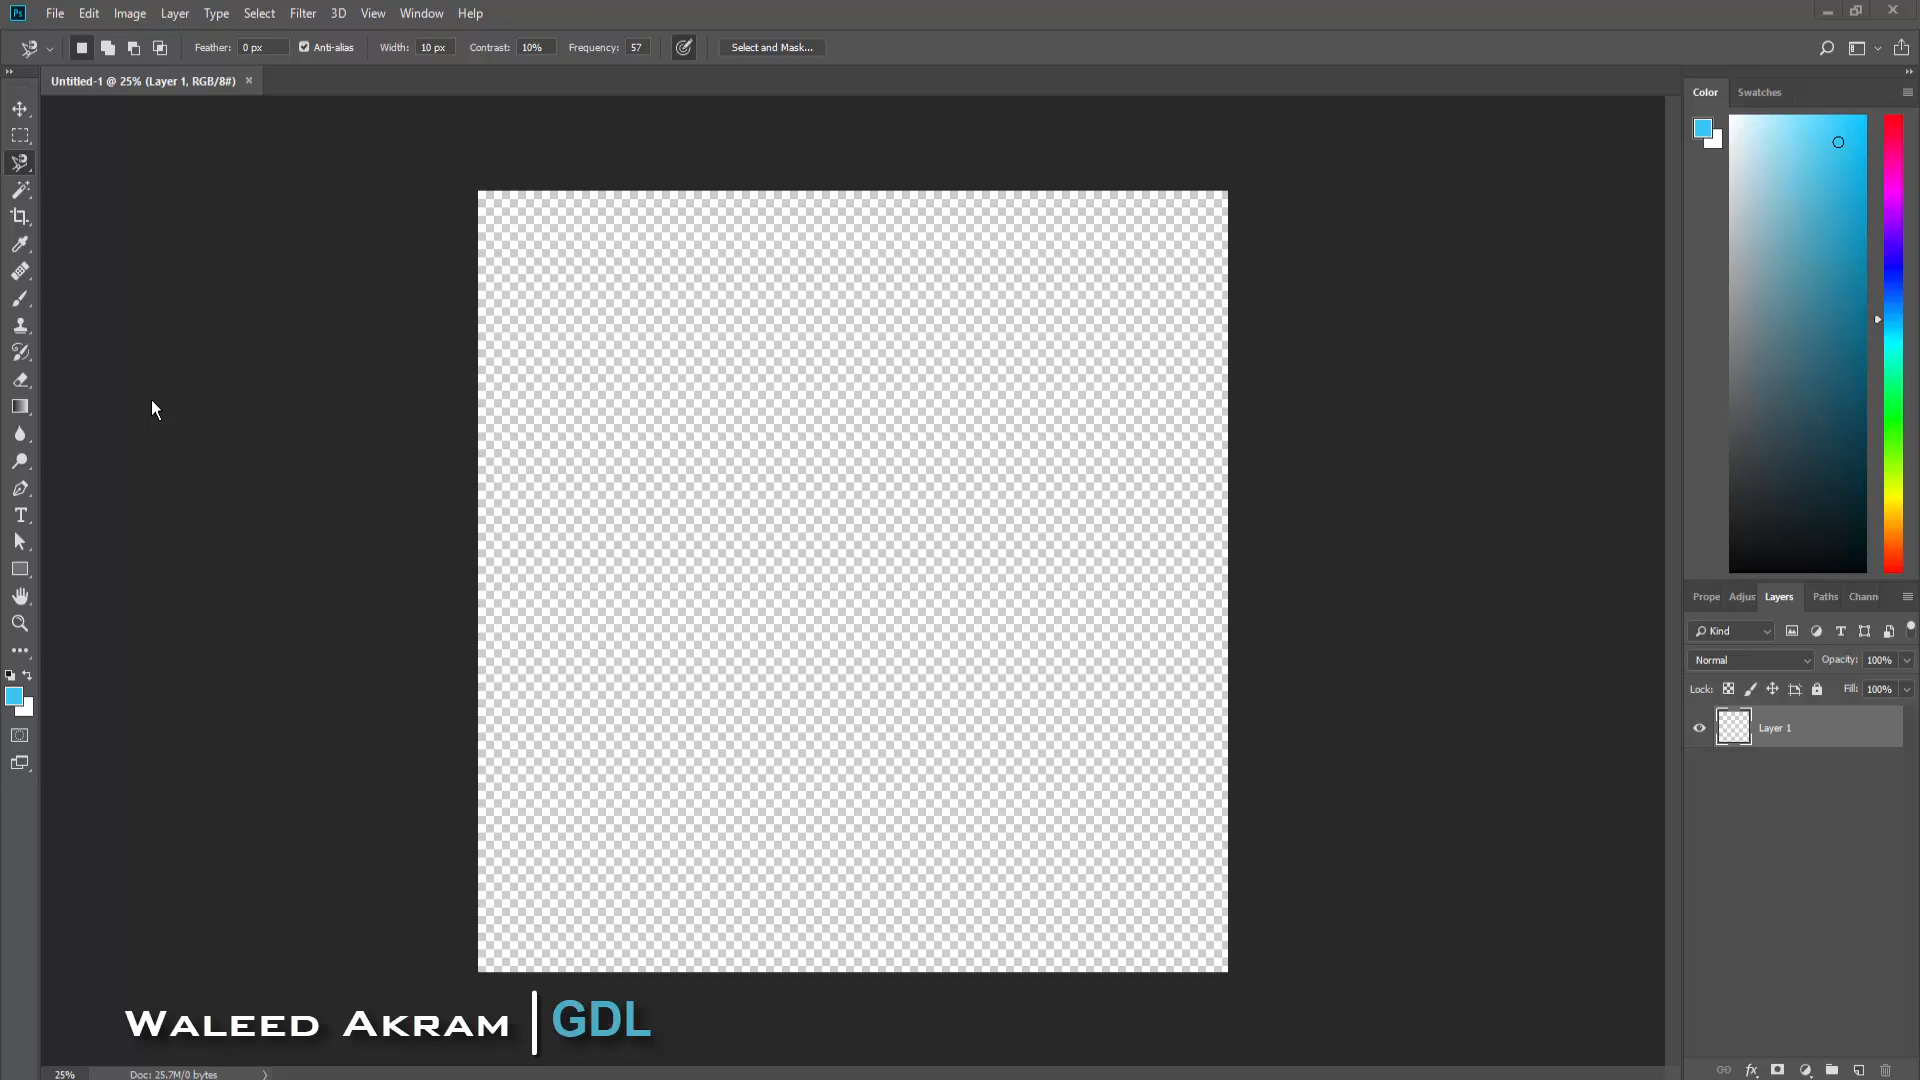 Ps File Edit Image Layer Type Select Filter 3D View Window Help
Feather: 0 px Anti-alias Width: 10 px Contrast: 10% Frequency: 57 Select and Mask...
Untitled-1 @ 25% (Layer 1, RGB/8#) ×
Color Swatches
Prope Adjus Layers Paths Chann
Kind
Normal Opacity: 100%
Lock: Fill: 100%
Layer 1
Waleed Akram | GDL
25% Doc: 25.7M/0 bytes